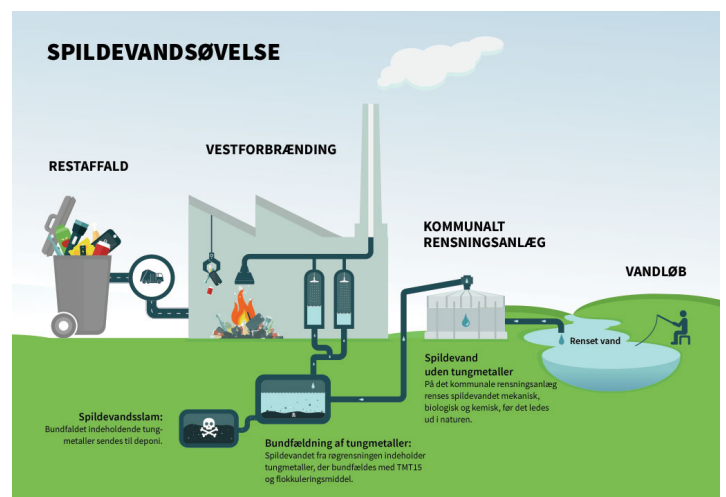 SPILDEVANDSØVELSE
VESTFORBRÆNDING
RESTAFFALD
KOMMUNALT
RENSNINGSANLÆG
VANDLØB
Renset vand
Spildevand
uden tungmetaller
På det kommunale rensningsanlæg
renses spildevandet mekanisk,
biologisk og kemisk, før det ledes
ud i naturen.
Spildevandsslam:
Bundfaldet indeholdende tung-
metaller sendes til deponi.
Bundfældning af tungmetaller:
Spildevandet fra røgrensningen indeholder
tungmetaller, der bundfældes med TMT15
og flokkuleringsmiddel.